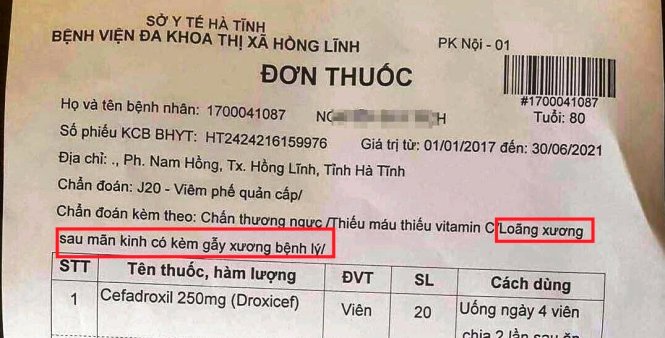 SỞ Y TẾ HÀ TĨNH
BỆNH VIỆN ĐA KHOA THỊ XÃ HỒNG LĨNH
PK Nội - 01
ĐƠN THUỐC
#1700041087
Họ và tên bệnh nhân: 1700041087
Tuổi: 80
Số phiếu KCB BHYT: HT2424216159976 Giá trị từ: 01/01/2017 đến: 30/06/2021
Địa chỉ: ., Ph. Nam Hồng, Tx. Hồng Lĩnh, Tỉnh Hà Tĩnh
Chẩn đoán: J20 - Viêm phế quản cấp/
Chẩn đoán kèm theo: Chấn thương ngực /Thiếu máu thiếu vitamin C/Loãng xương
sau mãn kinh có kèm gẫy xương bệnh lý/
STT Tên thuốc, hàm lượng ĐVT SL Cách dùng
1 Cefadroxil 250mg (Droxicef) Viên 20 Uống ngày 4 viên
chia 2 lần sau ăn